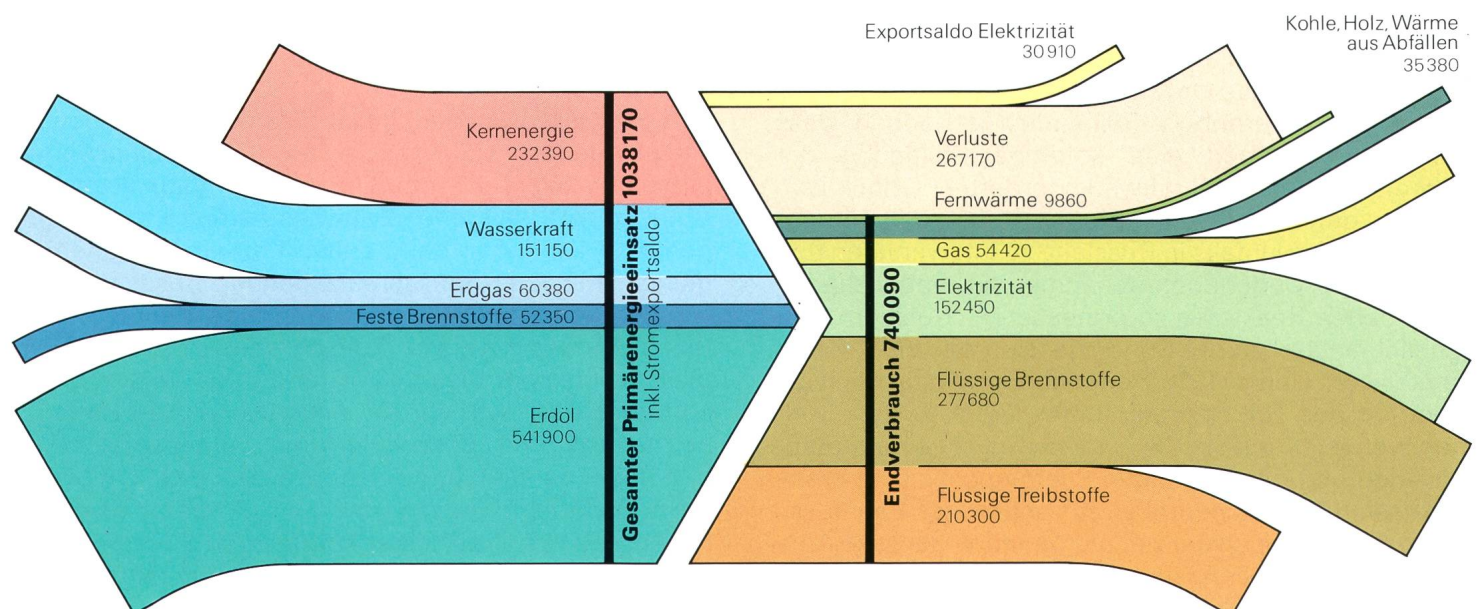 Exportsaldo Elektrizität
30910
Kohle, Holz, Wärme
aus Abfällen
35380
Kernenergie
232390
Wasserkraft
151150
Erdgas 60380
Feste Brennstoffe 52350
Erdöl
541900
Gesamter Primärenergieeinsatz 1038170
inkl. Stromexportsaldo
Verluste
267170
Fernwärme 9860
Gas 54420
Elektrizität
152450
Endverbrauch 740090
Flüssige Brennstoffe
277680
Flüssige Treibstoffe
210300